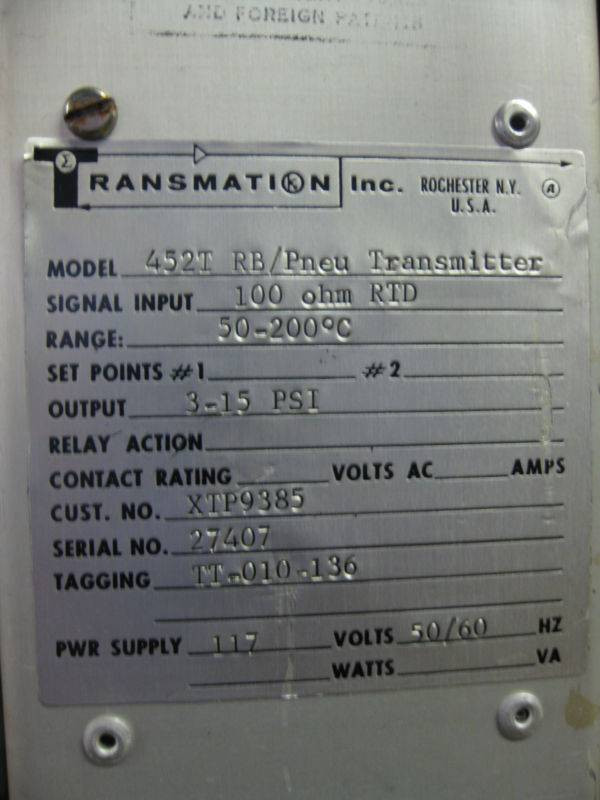 AND FOREIGN PATENTS
TRANSMATION Inc. ROCHESTER N.Y.
U.S.A.
MODEL 452T RB/Pneu Transmitter
SIGNAL INPUT 100 ohm RTD
RANGE: 50-200°C
SET POINTS #1 #2
OUTPUT 3-15 PSI
RELAY ACTION
CONTACT RATING VOLTS AC AMPS
CUST. NO. XTP9385
SERIAL NO. 27407
TAGGING TT-010-136
PWR SUPPLY 117 VOLTS 50/60 HZ
WATTS VA